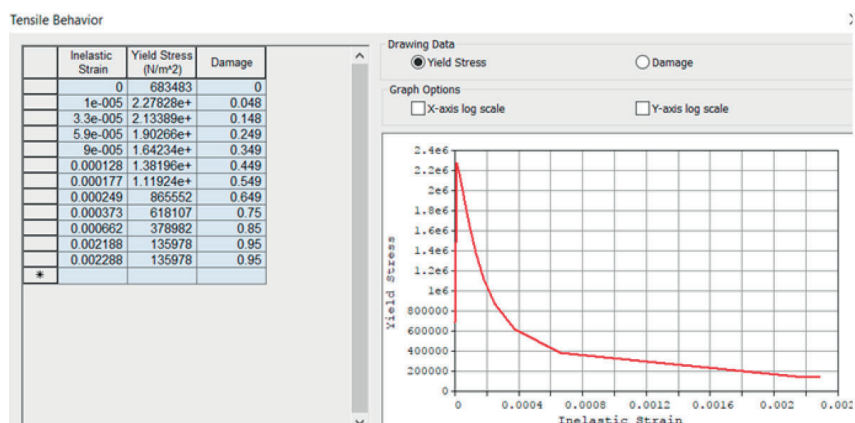 Tensile Behavior
Inelastic Strain Yield Stress (N/m^2) Damage
0 683483 0
1e-005 2.27828e+ 0.048
3.3e-005 2.13389e+ 0.148
5.9e-005 1.90266e+ 0.249
9e-005 1.64234e+ 0.349
0.000128 1.38196e+ 0.449
0.000177 1.11924e+ 0.549
0.000249 865552 0.649
0.000373 618107 0.75
0.000662 378982 0.85
0.002188 135978 0.95
0.002288 135978 0.95
*
Drawing Data
Yield Stress Damage
Graph Options
X-axis log scale Y-axis log scale
2.4e6
2.2e6
2e6
1.8e6
1.6e6
1.4e6
1.2e6
1e6
800000
600000
400000
200000
0
Yield Stress
0 0.0004 0.0008 0.0012 0.0016 0.002 0.002
Inelastic Strain